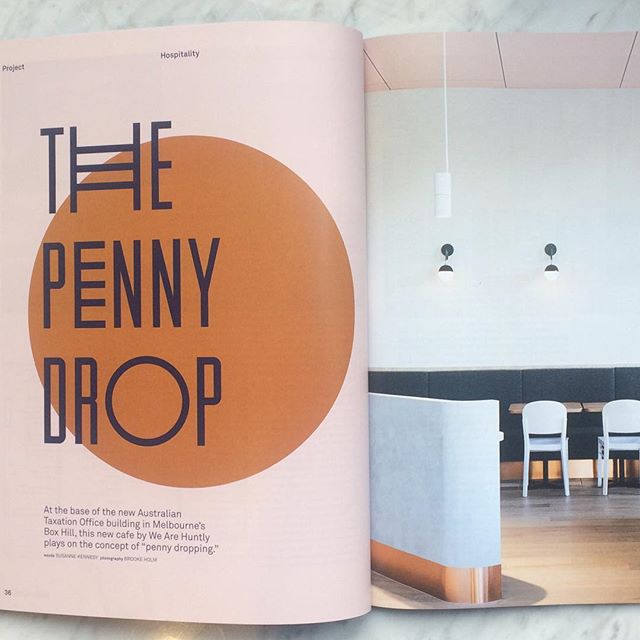 Project
Hospitality
THE
PENNY
DROP
At the base of the new Australian
Taxation Office building in Melbourne's
Box Hill, this new cafe by We Are Huntly
plays on the concept of “penny dropping.”
words SUSANNE KENNEDY photography BROOKE HOLM
36